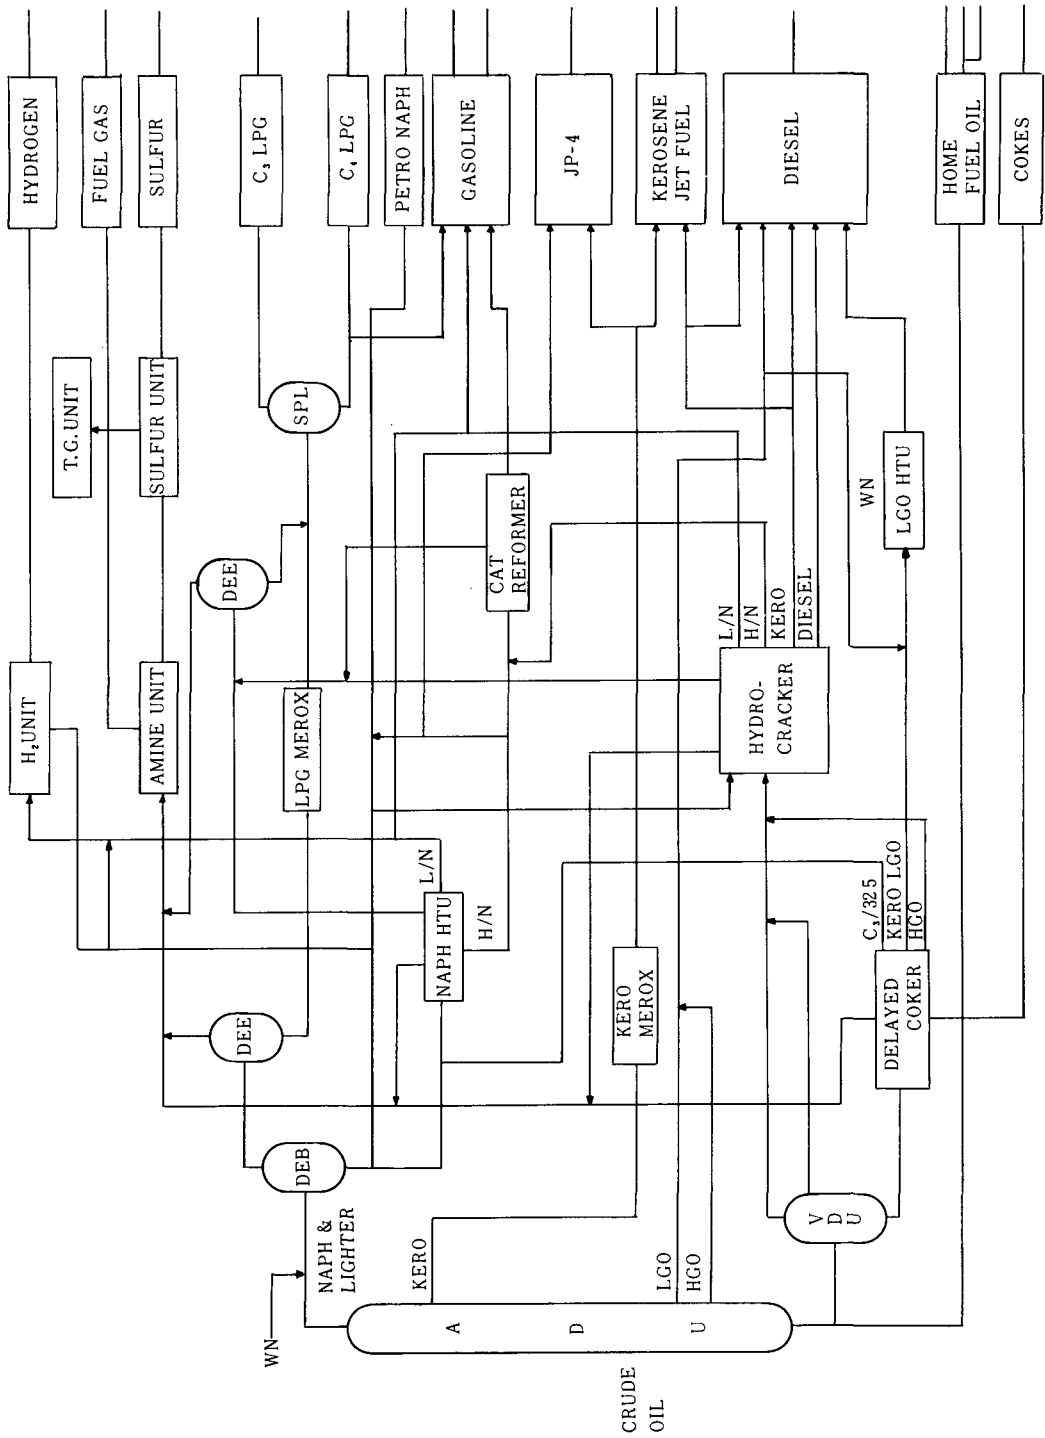 HYDROGEN
FUEL GAS
SULFUR
C₃ LPG
C₄ LPG
PETRO NAPH
GASOLINE
JP-4
KEROSENE
JET FUEL
DIESEL
HOME
FUEL OIL
COKES
T.G. UNIT
SULFUR UNIT
SPL
WN
LGO HTU
DEE
CAT
REFORMER
H₂ UNIT
AMINE UNIT
LPG MEROX
L/N
H/N
KERO
DIESEL
HYDRO-
CRACKER
L/N
NAPH HTU
H/N
C₃/325
KERO LGO
HGO
DEE
KERO
MEROX
DELAYED
COKER
DEB
NAPH &
LIGHTER
V
D
U
WN
KERO
LGO
HGO
A
D
U
CRUDE
OIL